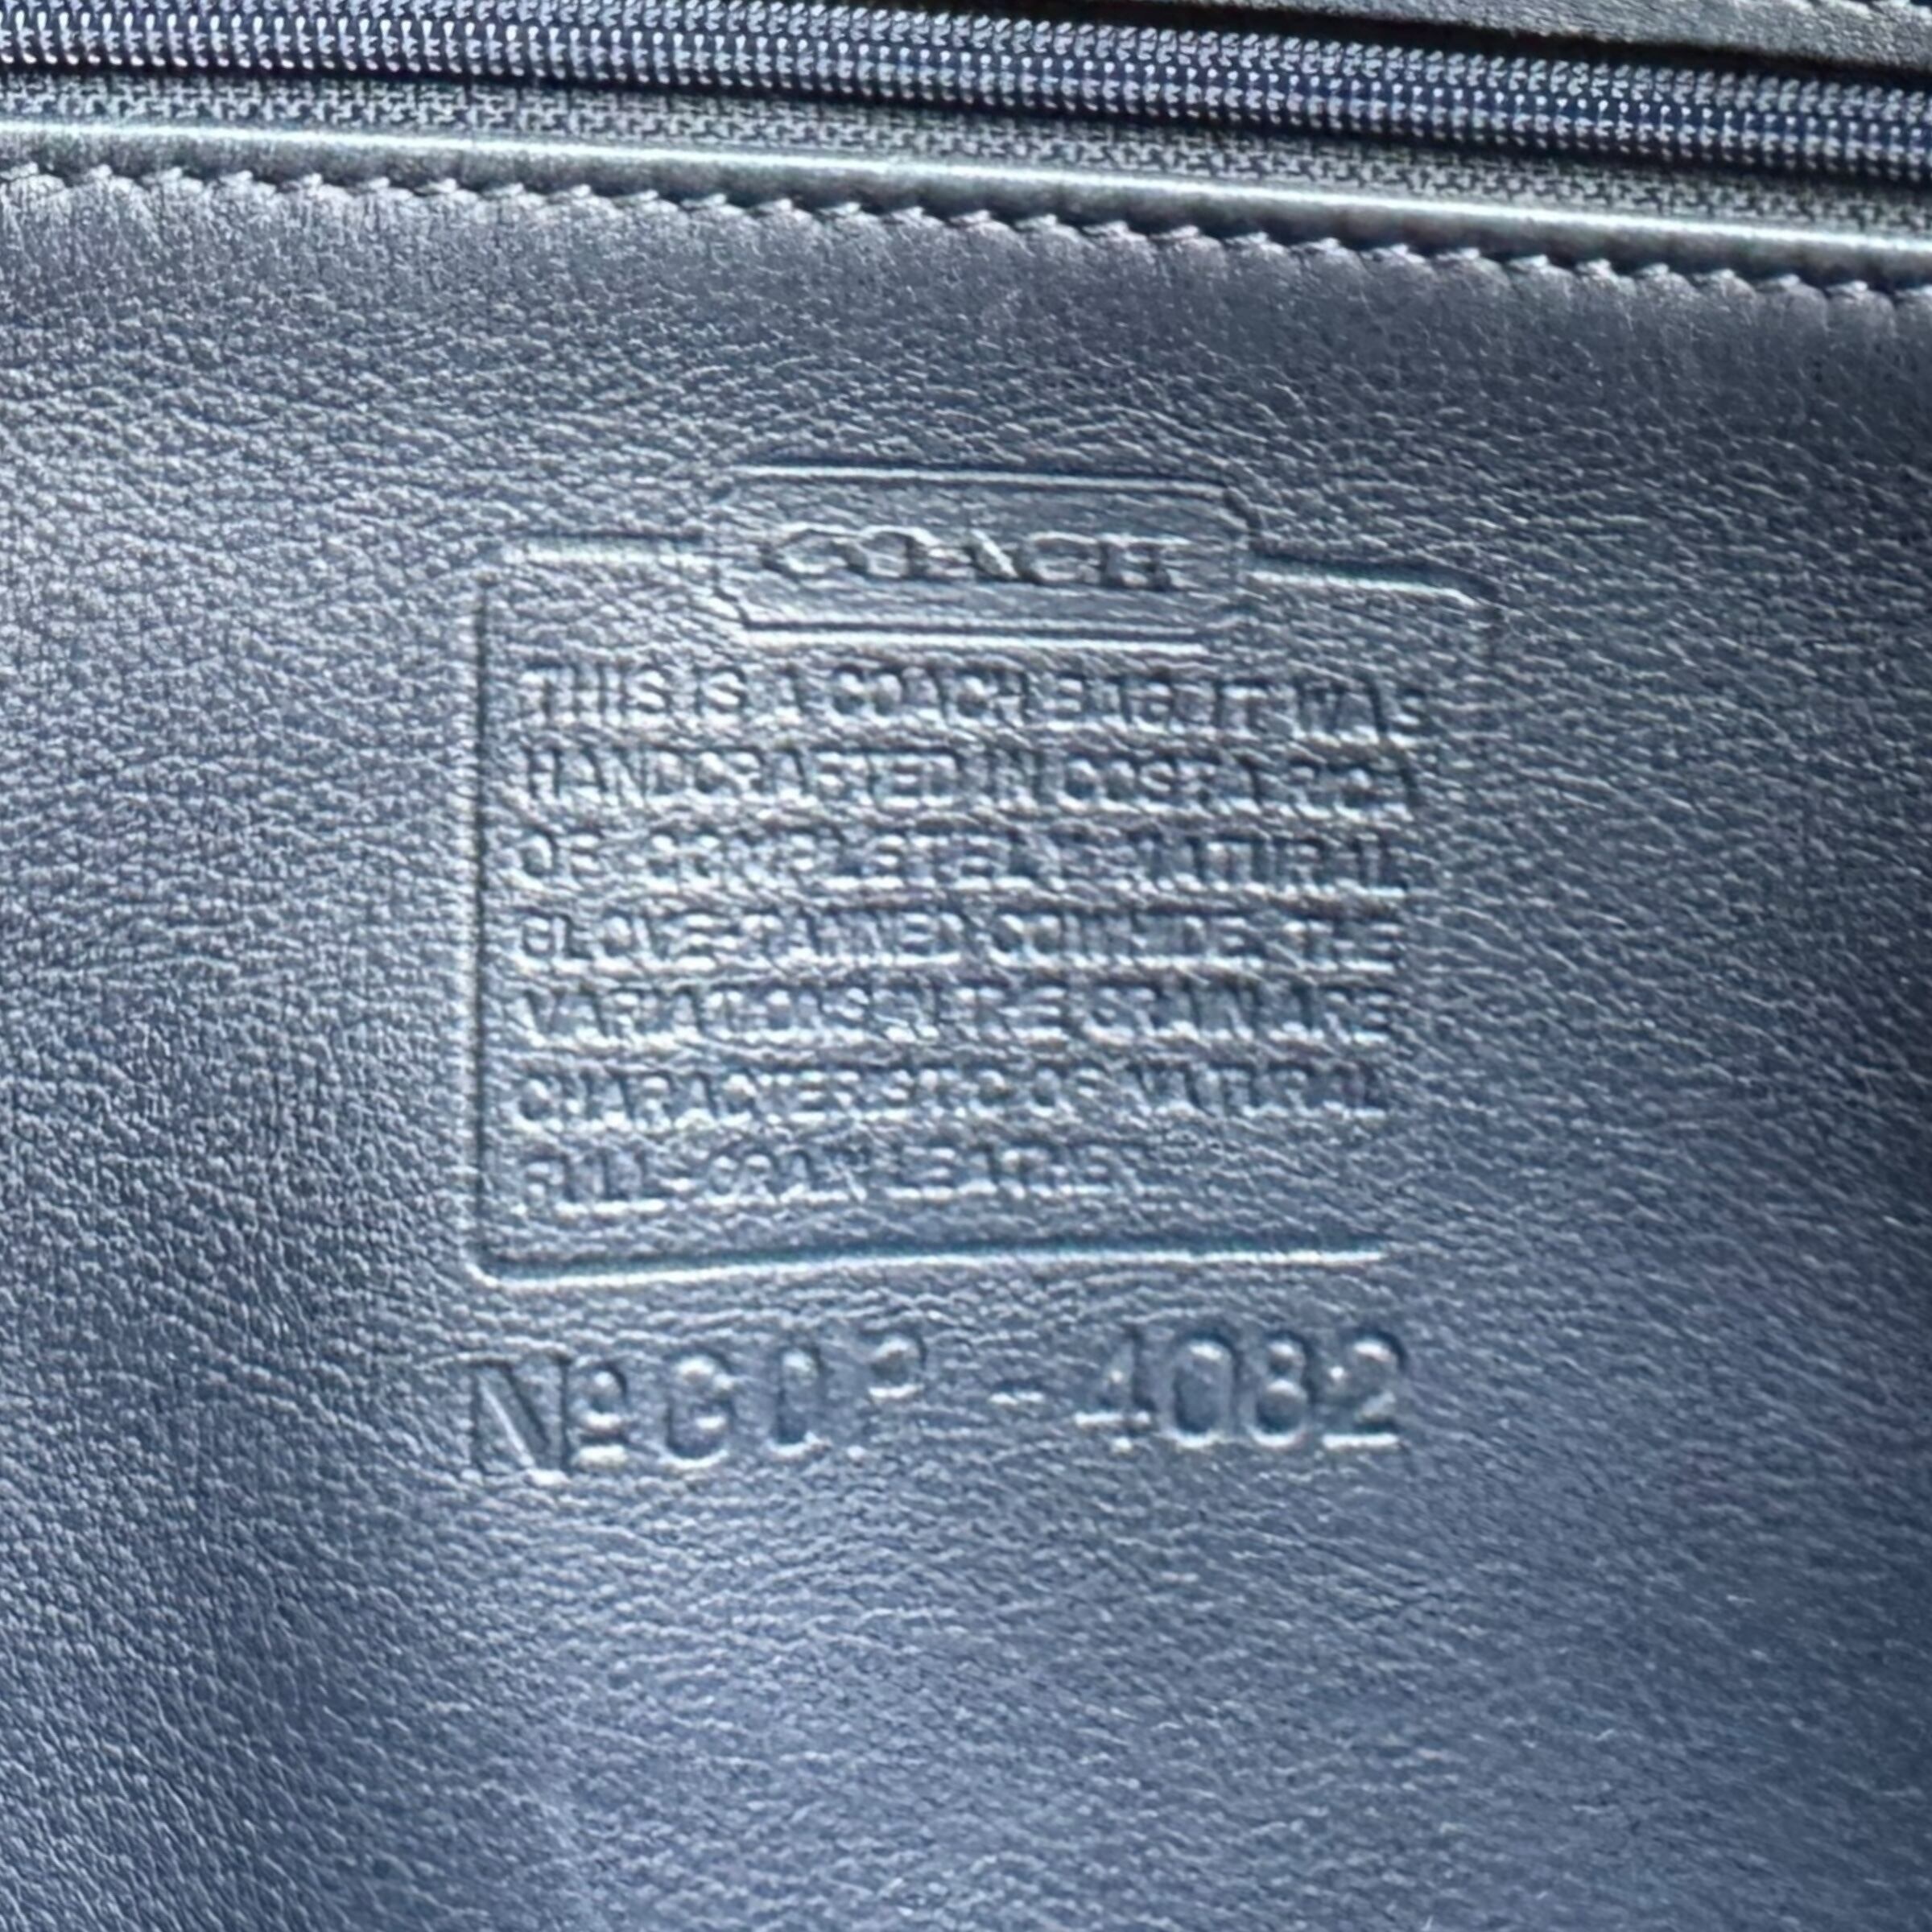 COACH
THIS IS A COACH BAG. IT WAS
HANDCRAFTED IN COSTA RICA
OF COMPLETELY NATURAL
GLOVE TANNED COWHIDE. THE
VARIATIONS IN THE GRAIN ARE
CHARACTERISTIC OF NATURAL
FULL-GRAIN LEATHER.
Nº - 4082